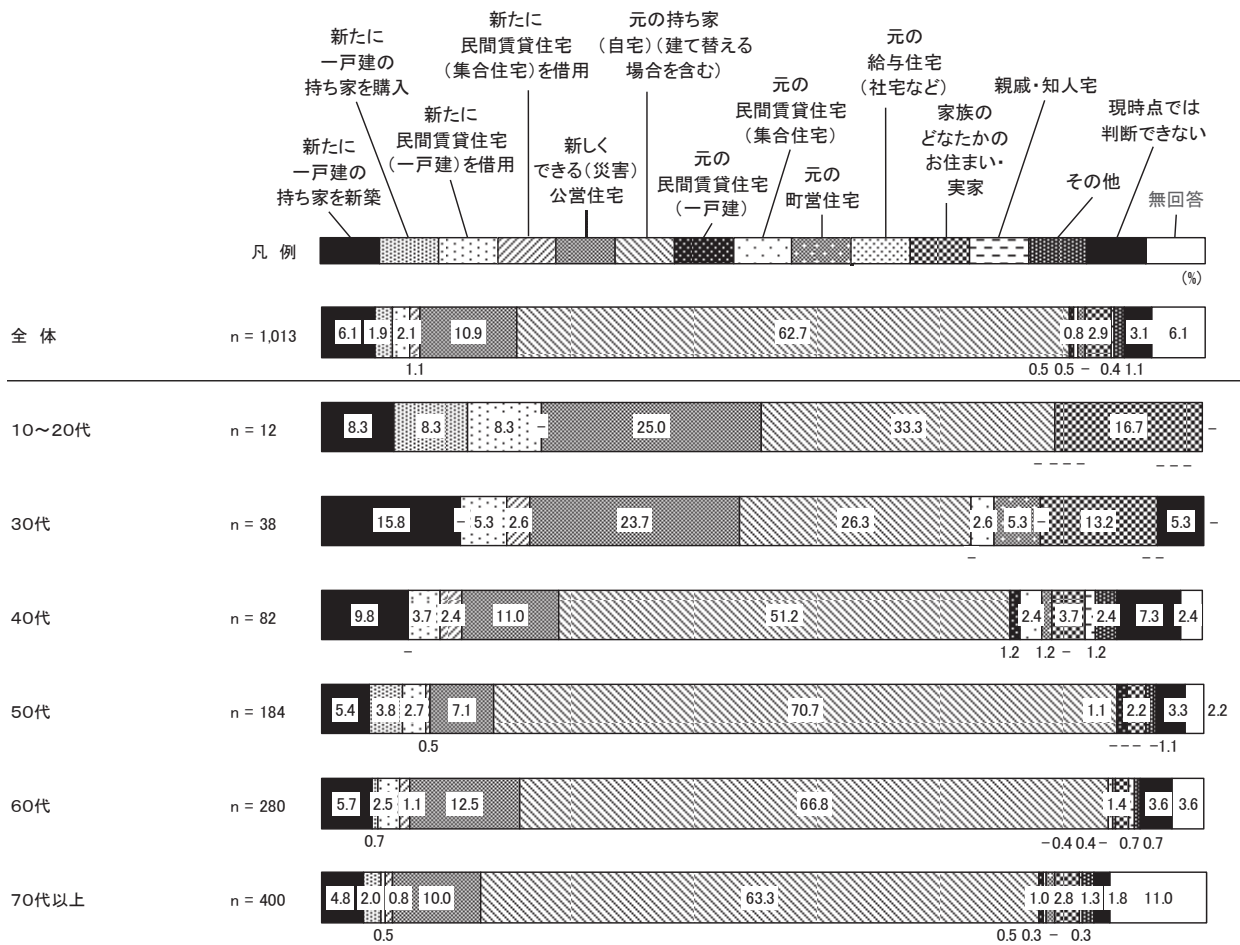 新たに
一戸建の
持ち家を新築
新たに
一戸建の
持ち家を購入
新たに
民間賃貸住宅
(一戸建)を借用
新たに
民間賃貸住宅
(集合住宅)を借用
新しく
できる(災害)
公営住宅
元の持ち家
(自宅)(建て替える
場合を含む)
元の
民間賃貸住宅
(一戸建)
元の
民間賃貸住宅
(集合住宅)
元の
町営住宅
元の
給与住宅
(社宅など)
家族の
どなたかの
お住まい・
実家
親戚・知人宅
その他
現時点では
判断できない
無回答
凡 例
(%)
全 体 n = 1,013 6.1 1.9 2.1 10.9 62.7 0.8 2.9 3.1 6.1
1.1 0.5 0.5 - 0.4 1.1
10~20代 n = 12 8.3 8.3 8.3 - 25.0 33.3 16.7 -
- - - - - - -
30代 n = 38 15.8 - 5.3 2.6 23.7 26.3 2.6 5.3 - 13.2 5.3 -
- - -
40代 n = 82 9.8 3.7 2.4 11.0 51.2 2.4 3.7 2.4 7.3 2.4
- 1.2 1.2 - 1.2
50代 n = 184 5.4 3.8 2.7 7.1 70.7 1.1 2.2 3.3 2.2
0.5 - - - -1.1
60代 n = 280 5.7 2.5 1.1 12.5 66.8 1.4 3.6 3.6
0.7 -0.4 0.4 - 0.7 0.7
70代以上 n = 400 4.8 2.0 0.8 10.0 63.3 1.0 2.8 1.3 1.8 11.0
0.5 0.5 0.3 - 0.3